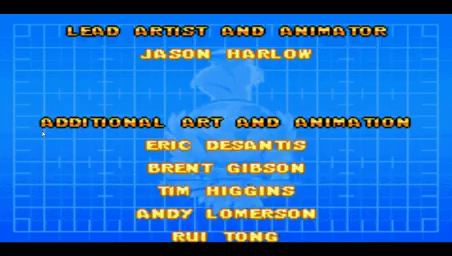 LEAD ARTIST AND ANIMATOR
JASON HARLOW
ADDITIONAL ART AND ANIMATION
ERIC DESANTIS
BRENT GIBSON
TIM HIGGINS
ANDY LOMERSON
RUI TONG